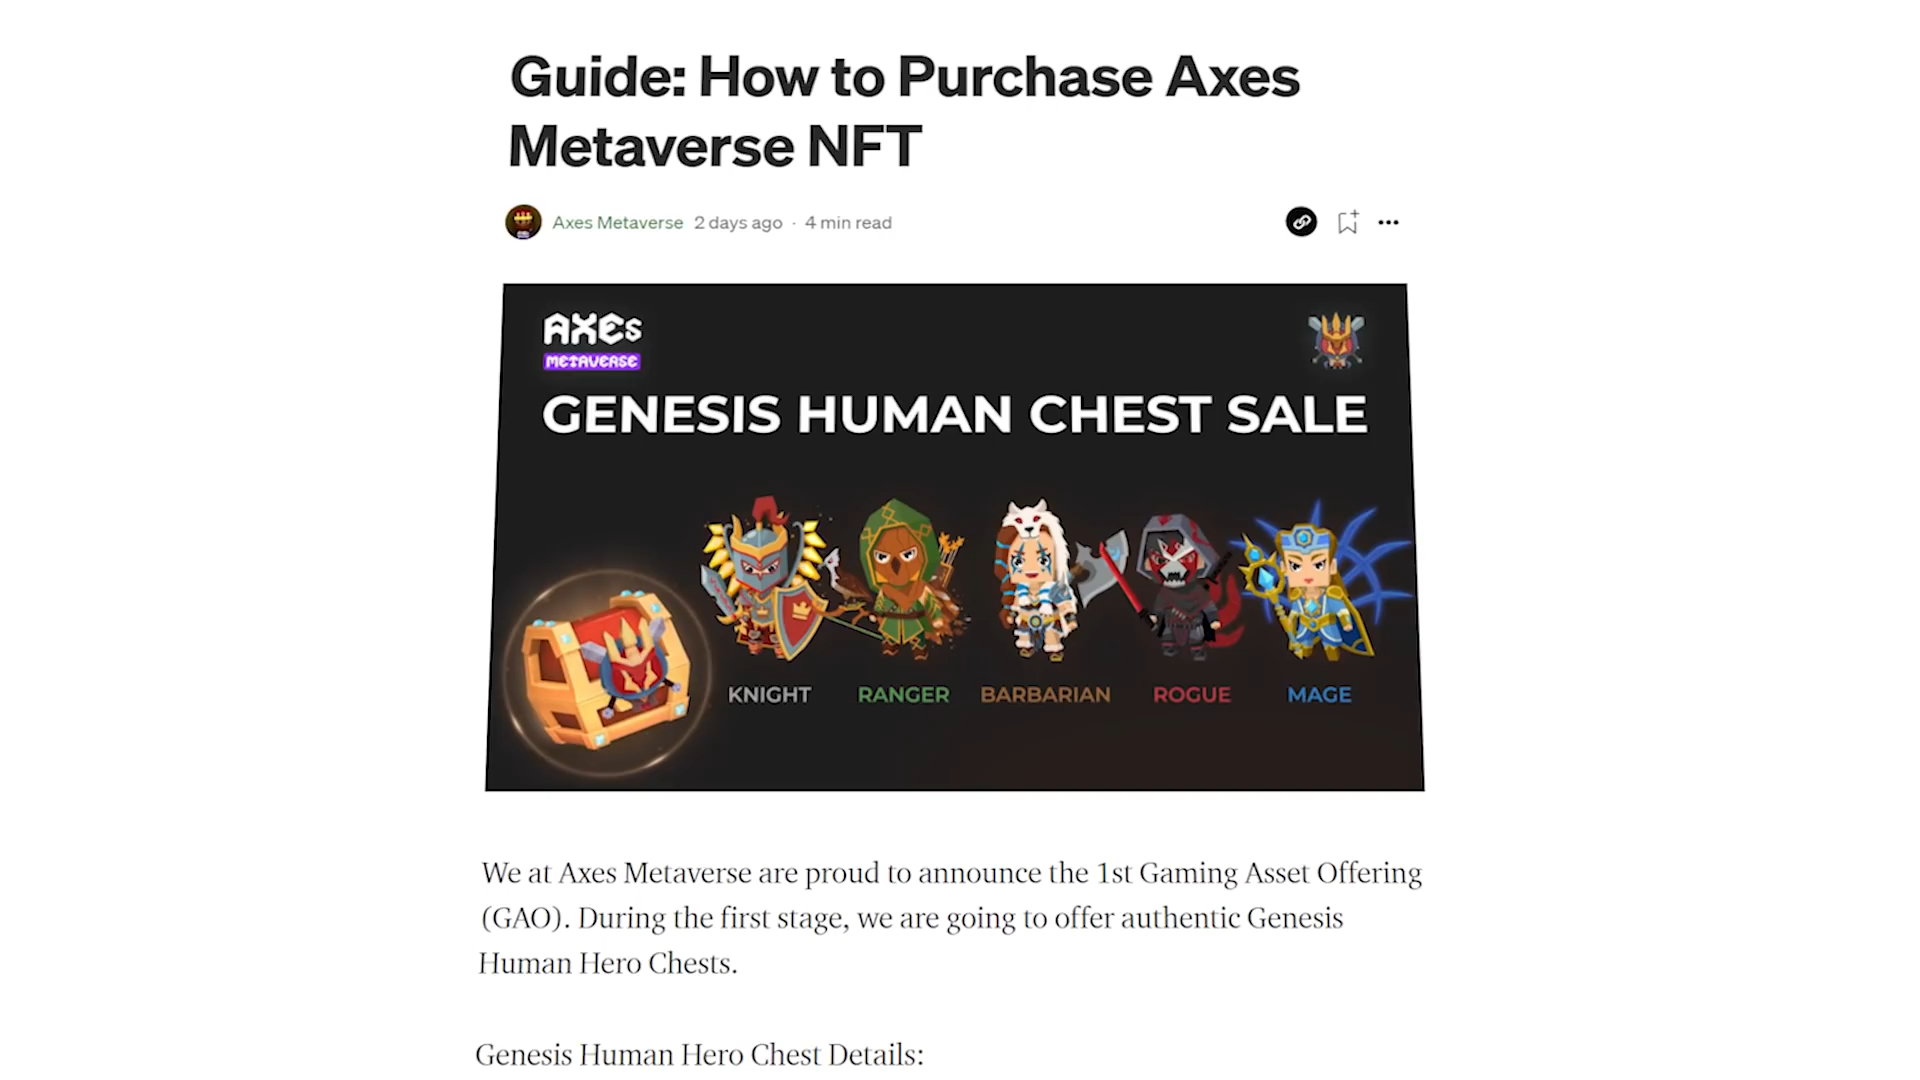 Guide: How to Purchase Axes
Metaverse NFT
Axes Metaverse 2 days ago · 4 min read
AXEs
METAVERSE
GENESIS HUMAN CHEST SALE
KNIGHT RANGER BARBARIAN ROGUE MAGE
We at Axes Metaverse are proud to announce the 1st Gaming Asset Offering
(GAO). During the first stage, we are going to offer authentic Genesis
Human Hero Chests.
Genesis Human Hero Chest Details: